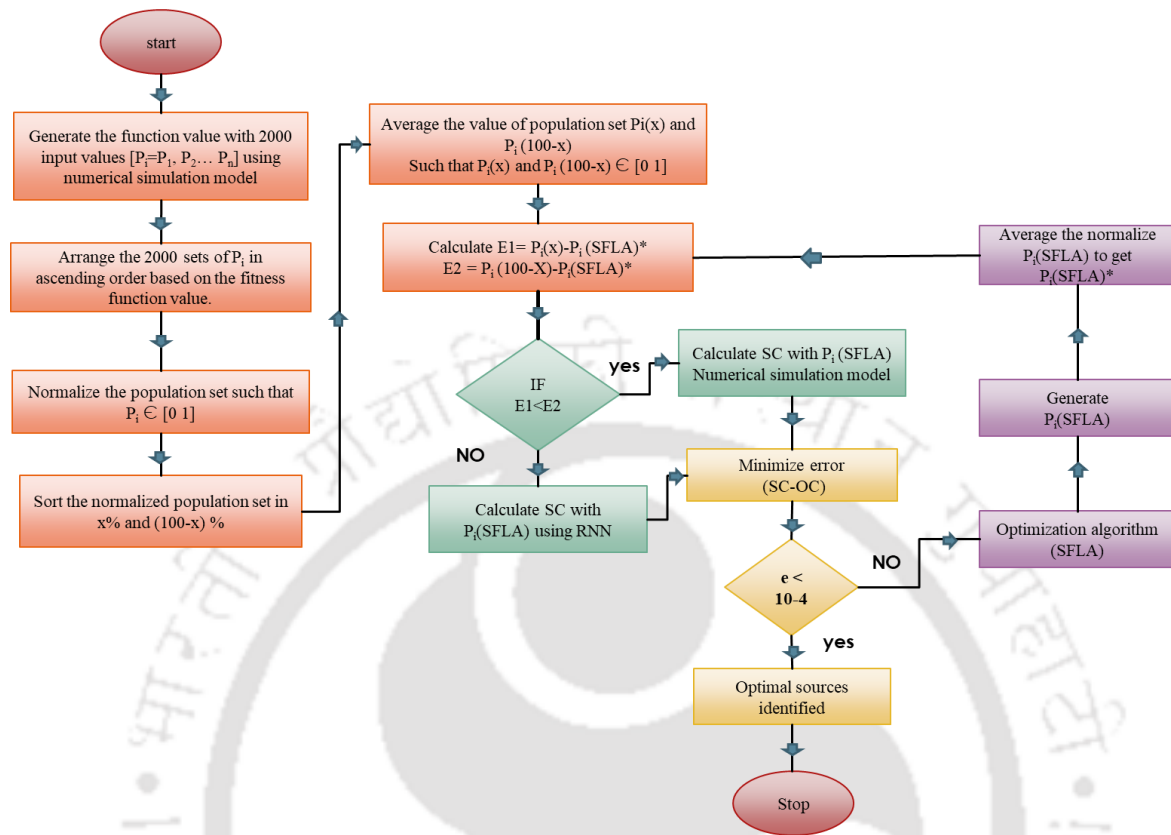 start
Generate the function value with 2000
input values [Pi=P1, P2… Pn] using
numerical simulation model
Arrange the 2000 sets of Pi in
ascending order based on the fitness
function value.
Normalize the population set such that
Pi ∈ [0 1]
Sort the normalized population set in
x% and (100-x) %
Average the value of population set Pi(x) and
Pi (100-x)
Such that Pi(x) and Pi (100-x) ∈ [0 1]
Calculate E1= Pi(x)-Pi (SFLA)*
E2 = Pi (100-X)-Pi(SFLA)*
IF
E1<E2
yes
Calculate SC with Pi (SFLA)
Numerical simulation model
NO
Calculate SC with
Pi(SFLA) using RNN
Minimize error
(SC-OC)
e <
10-4
NO
Optimization algorithm
(SFLA)
Generate
Pi(SFLA)
Average the normalize
Pi(SFLA) to get
Pi(SFLA)*
yes
Optimal sources
identified
Stop